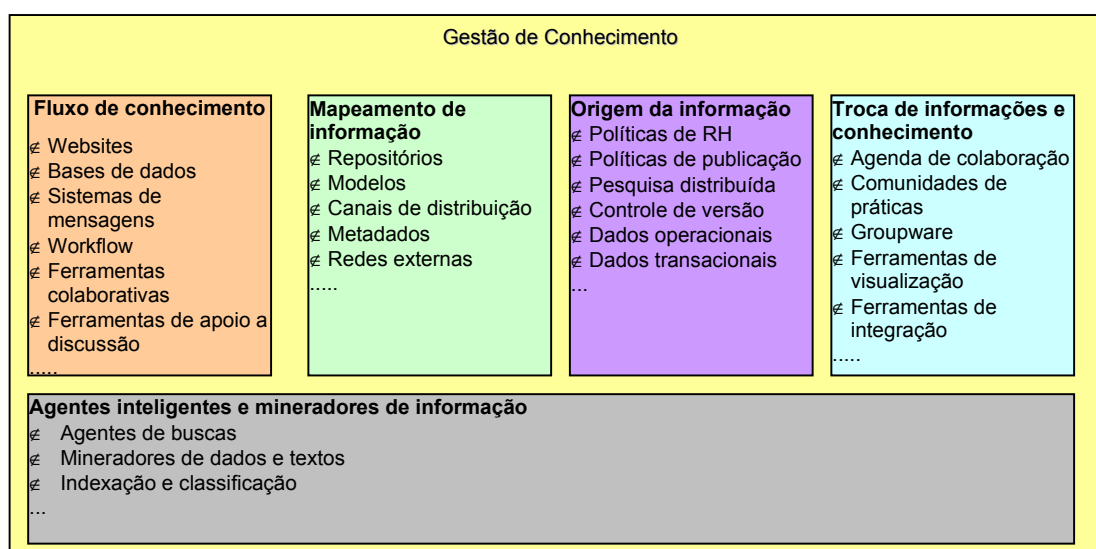 Gestão de Conhecimento
Fluxo de conhecimento
∉ Websites
∉ Bases de dados
∉ Sistemas de
mensagens
∉ Workflow
∉ Ferramentas
colaborativas
∉ Ferramentas de apoio a
discussão
.....
Mapeamento de
informação
∉ Repositórios
∉ Modelos
∉ Canais de distribuição
∉ Metadados
∉ Redes externas
.....
Origem da informação
∉ Políticas de RH
∉ Políticas de publicação
∉ Pesquisa distribuída
∉ Controle de versão
∉ Dados operacionais
∉ Dados transacionais
...
Troca de informações e
conhecimento
∉ Agenda de colaboração
∉ Comunidades de
práticas
∉ Groupware
∉ Ferramentas de
visualização
∉ Ferramentas de
integração
.....
Agentes inteligentes e mineradores de informação
∉ Agentes de buscas
∉ Mineradores de dados e textos
∉ Indexação e classificação
...